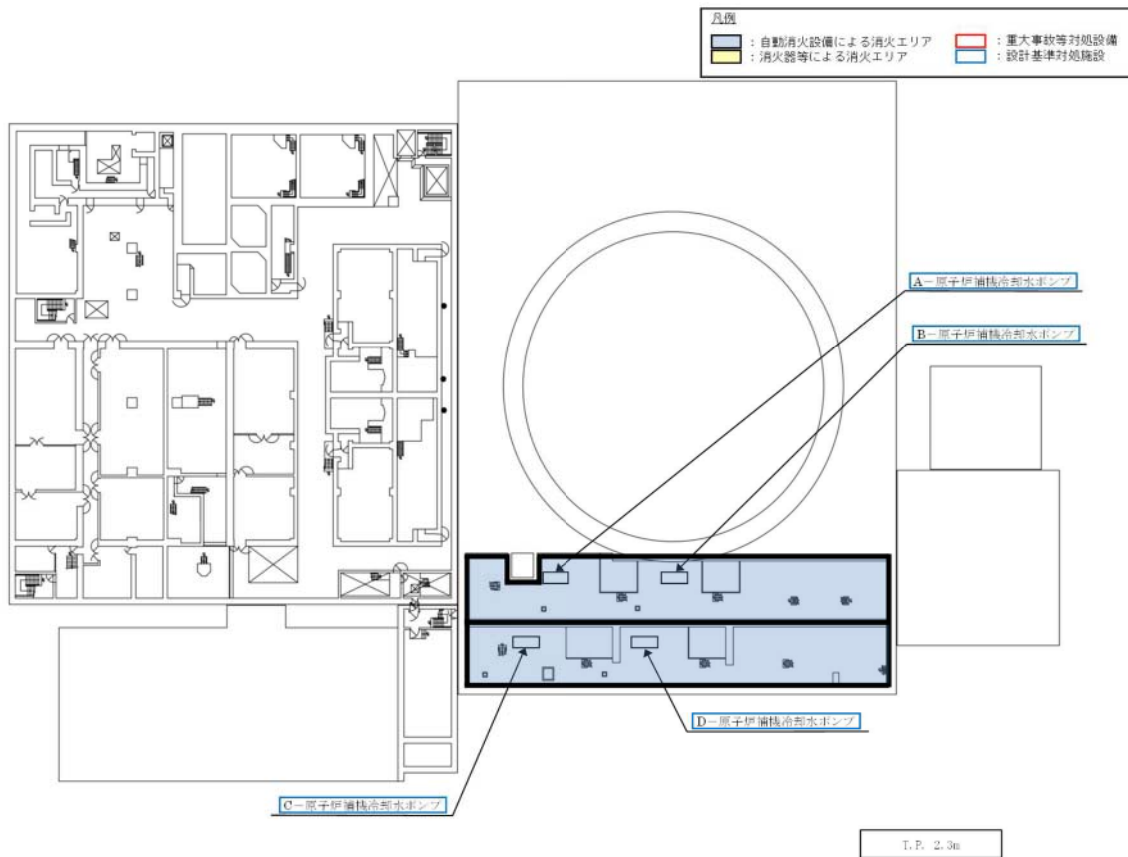 凡例
：自動消火設備による消火エリア
：重大事故等対処設備
：消火器等による消火エリア
：設計基準対処施設
A－原子炉補機冷却水ポンプ
B－原子炉補機冷却水ポンプ
D－原子炉補機冷却水ポンプ
C－原子炉補機冷却水ポンプ
T.P. 2.3m